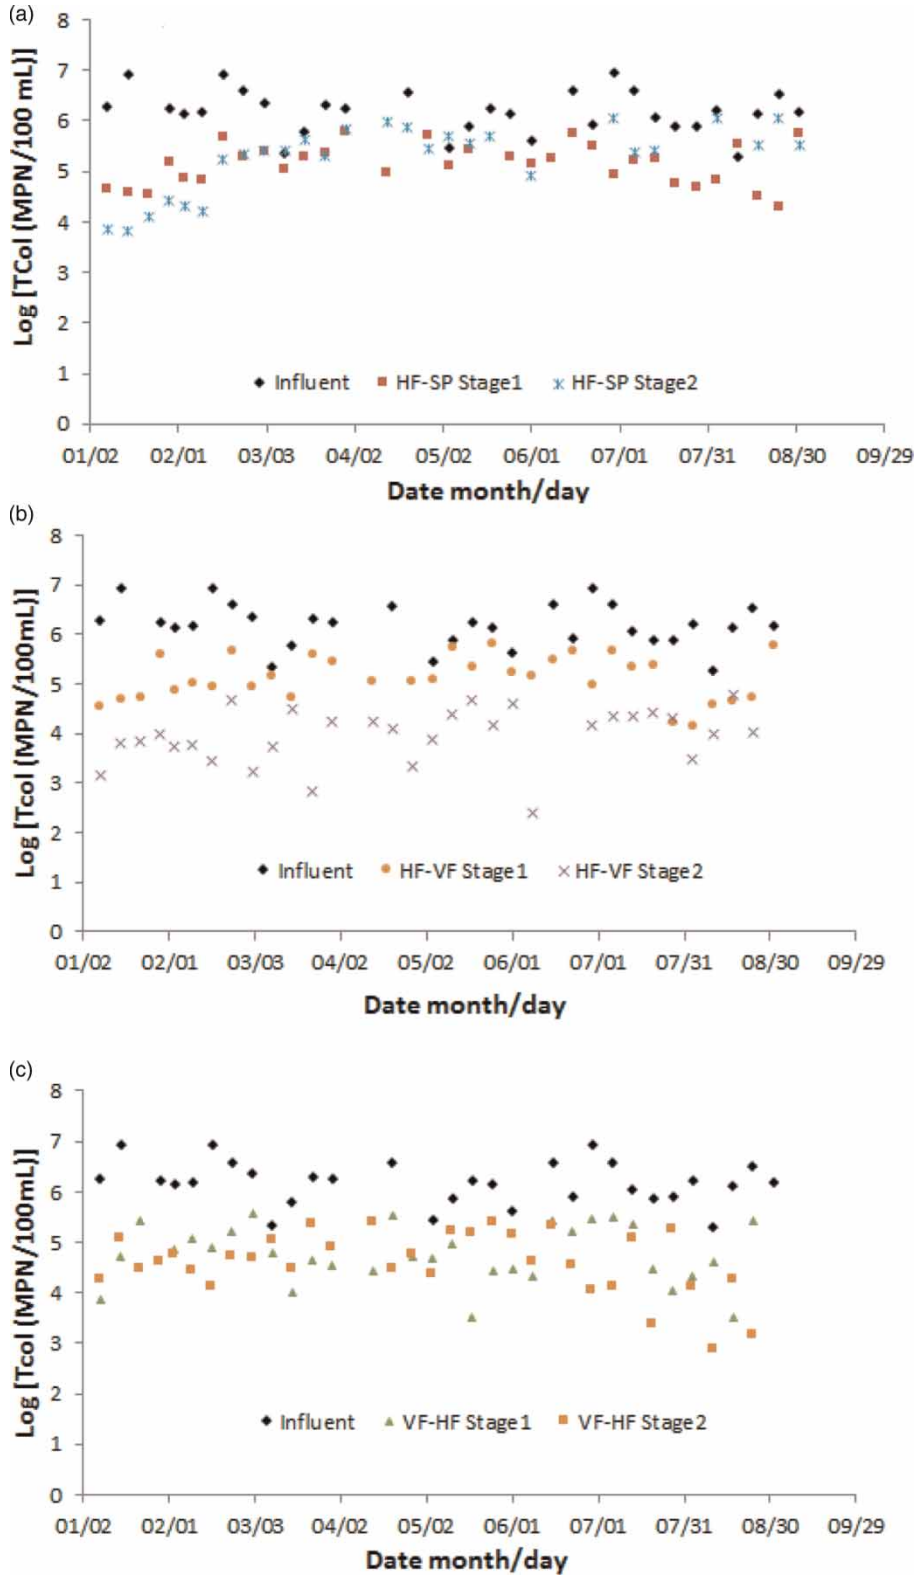 (a)
8
7
6
5
4
3
2
1
0
Log [TCol (MPN/100 mL)]
Influent HF-SP Stage1 HF-SP Stage2
01/02 02/01 03/03 04/02 05/02 06/01 07/01 07/31 08/30 09/29
Date month/day
(b)
8
7
6
5
4
3
2
1
0
Log [Tcol (MPN/100mL)]
Influent HF-VF Stage1 HF-VF Stage2
01/02 02/01 03/03 04/02 05/02 06/01 07/01 07/31 08/30 09/29
Date month/day
(c)
8
7
6
5
4
3
2
1
0
Log [Tcol (MPN/100mL)]
Influent VF-HF Stage1 VF-HF Stage2
01/02 02/01 03/03 04/02 05/02 06/01 07/01 07/31 08/30 09/29
Date month/day